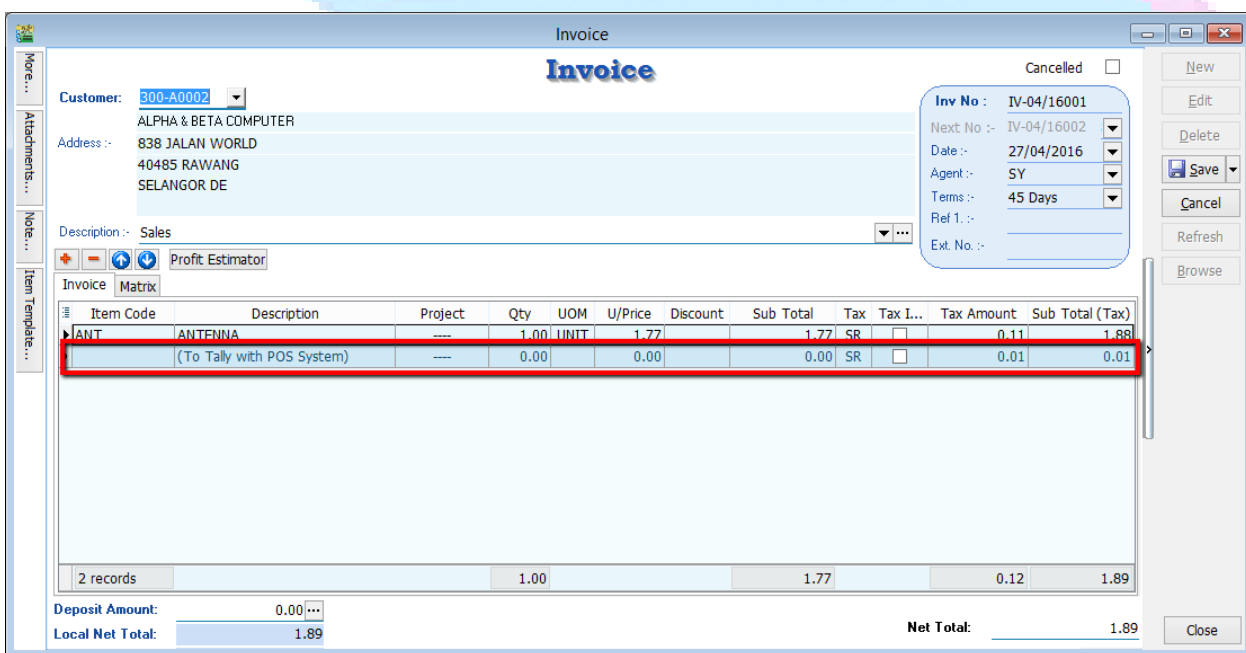 Invoice
Invoice
Cancelled
More...
Attachments...
Note...
Item Template...
Customer: 300-A0002
ALPHA & BETA COMPUTER
Address :- 838 JALAN WORLD
40485 RAWANG
SELANGOR DE
Description :- Sales
Inv No : IV-04/16001
Next No :- IV-04/16002
Date :- 27/04/2016
Agent :- SY
Terms :- 45 Days
Ref 1. :-
Ext. No. :-
New
Edit
Delete
Save
Cancel
Refresh
Browse
Profit Estimator
Invoice Matrix
Item Code Description Project Qty UOM U/Price Discount Sub Total Tax Tax I... Tax Amount Sub Total (Tax)
ANT ANTENNA ---- 1.00 UNIT 1.77 1.77 SR 0.11 1.88
(To Tally with POS System) ---- 0.00 0.00 0.00 SR 0.01 0.01
2 records 1.00 1.77 0.12 1.89
Deposit Amount: 0.00 ...
Local Net Total: 1.89
Net Total: 1.89
Close